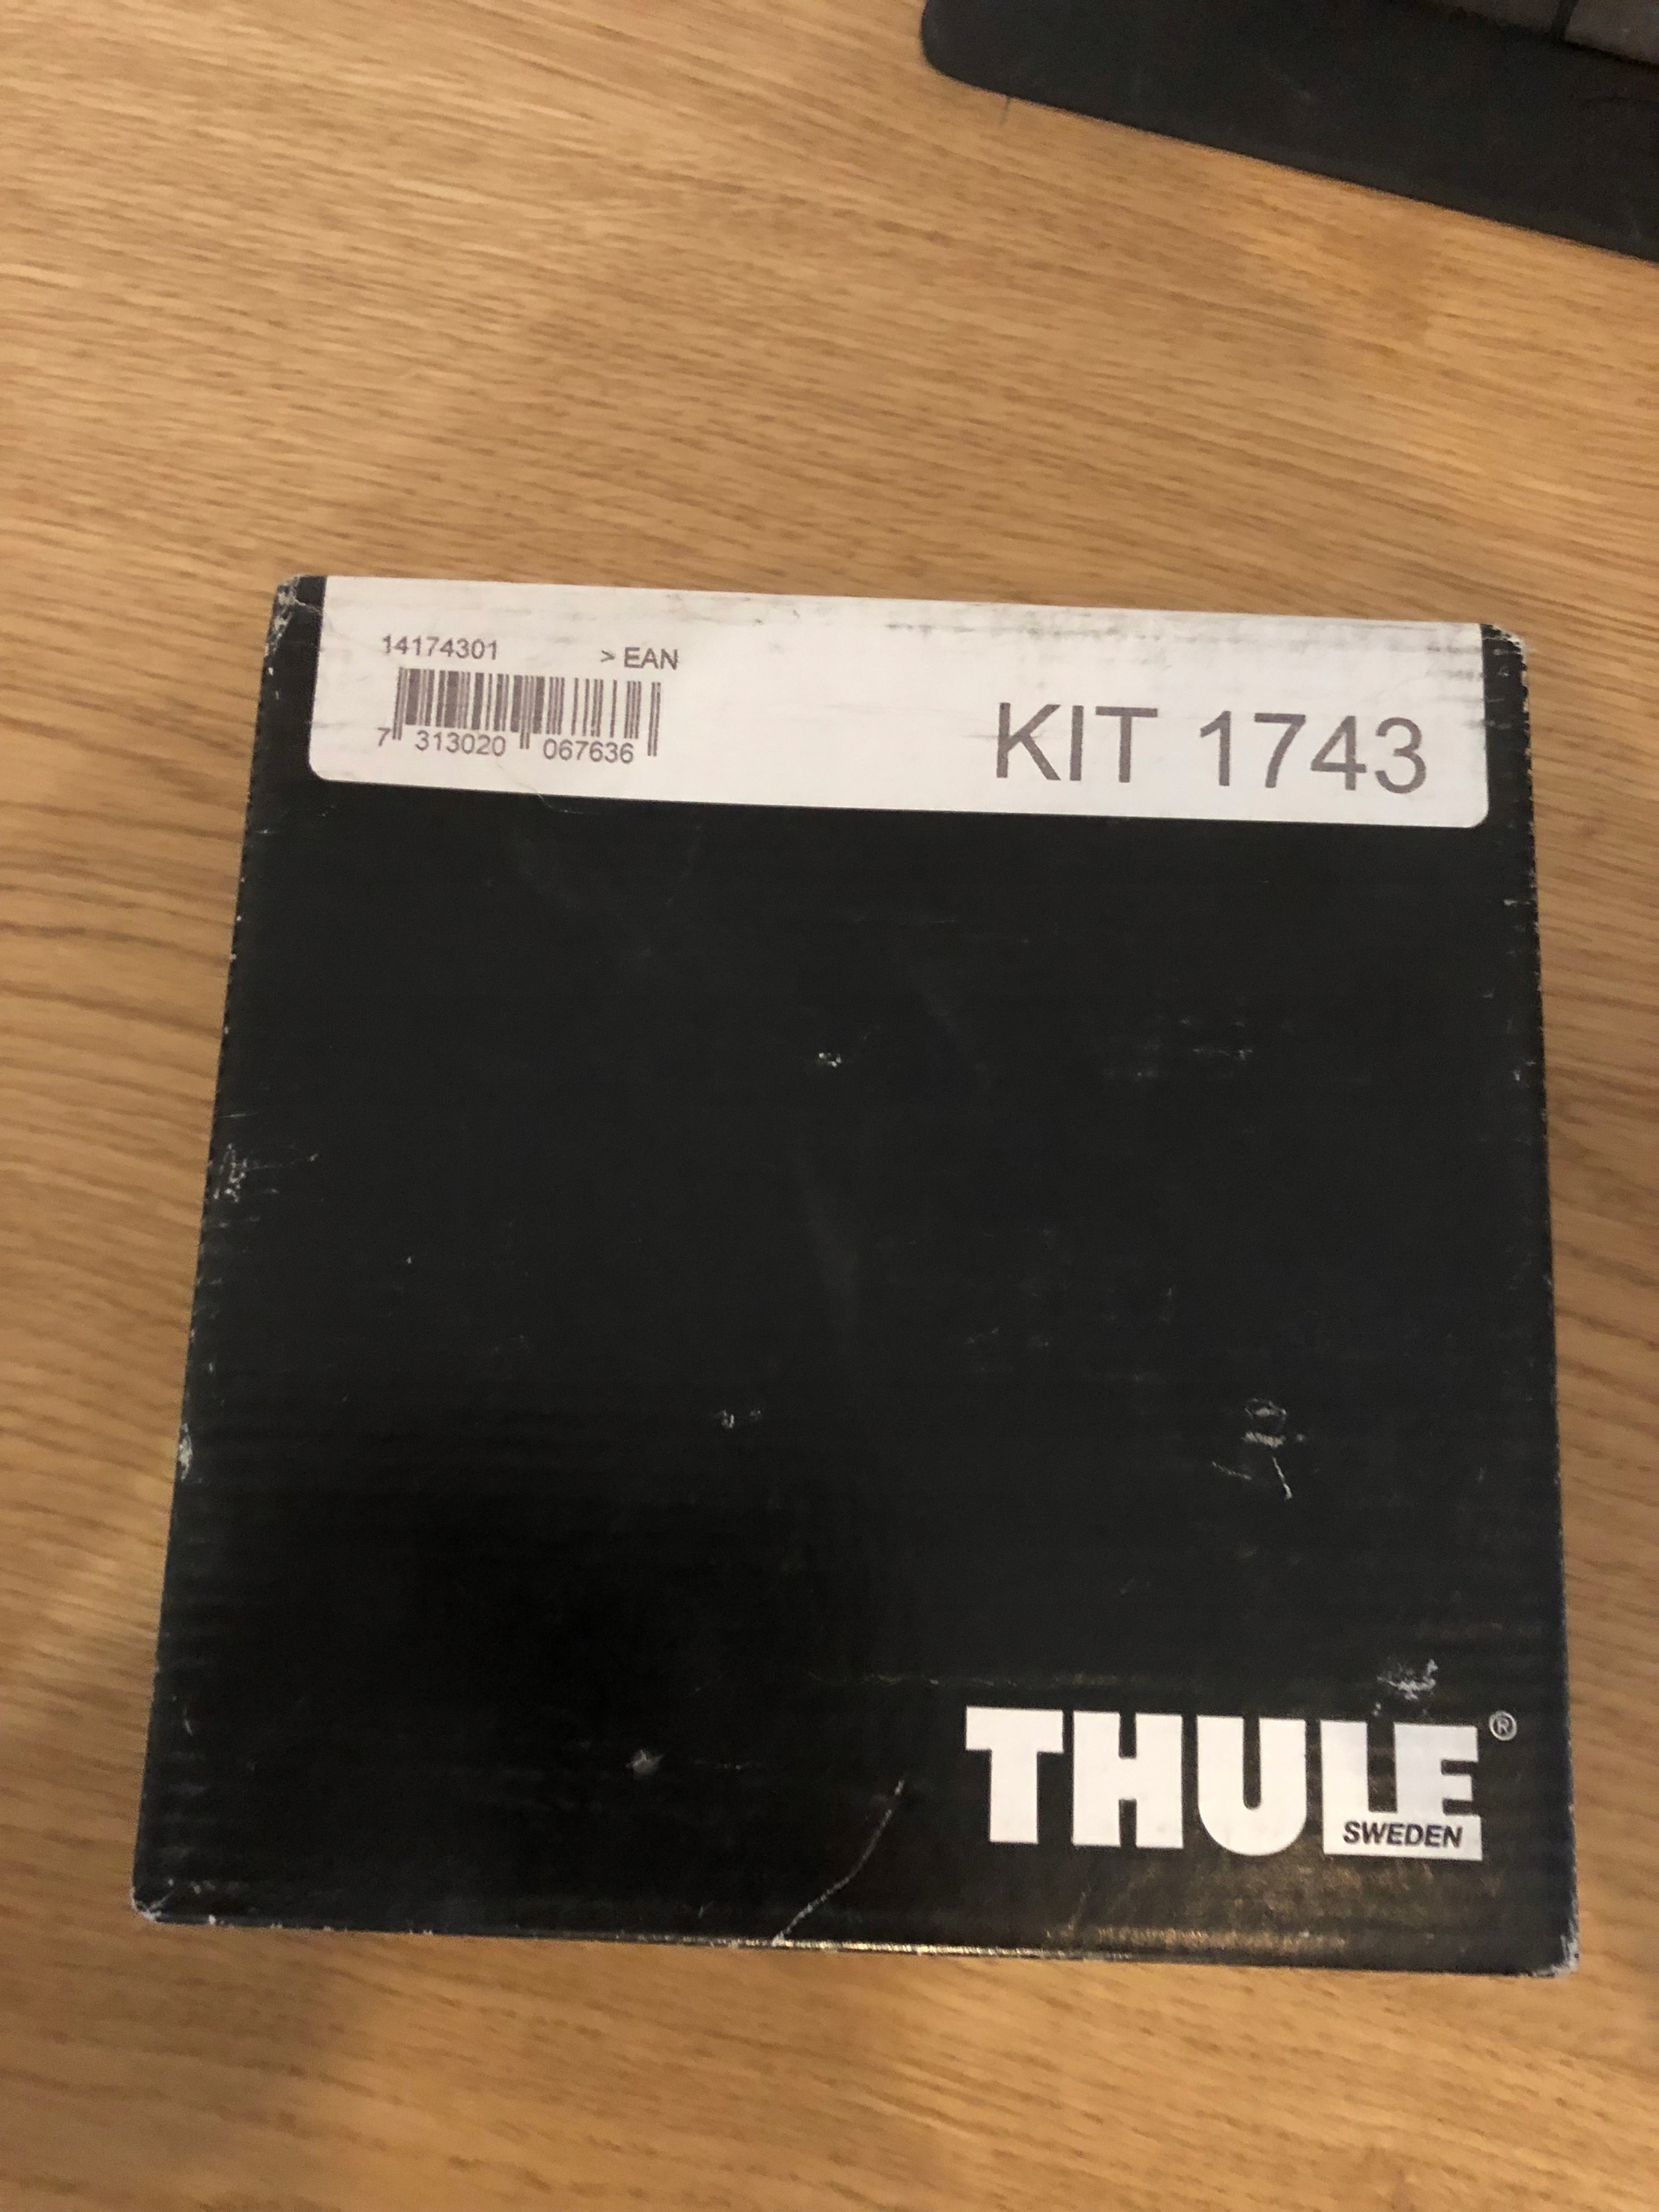 14174301 > EAN
7 313020 067636
KIT 1743
THULE ®
SWEDEN